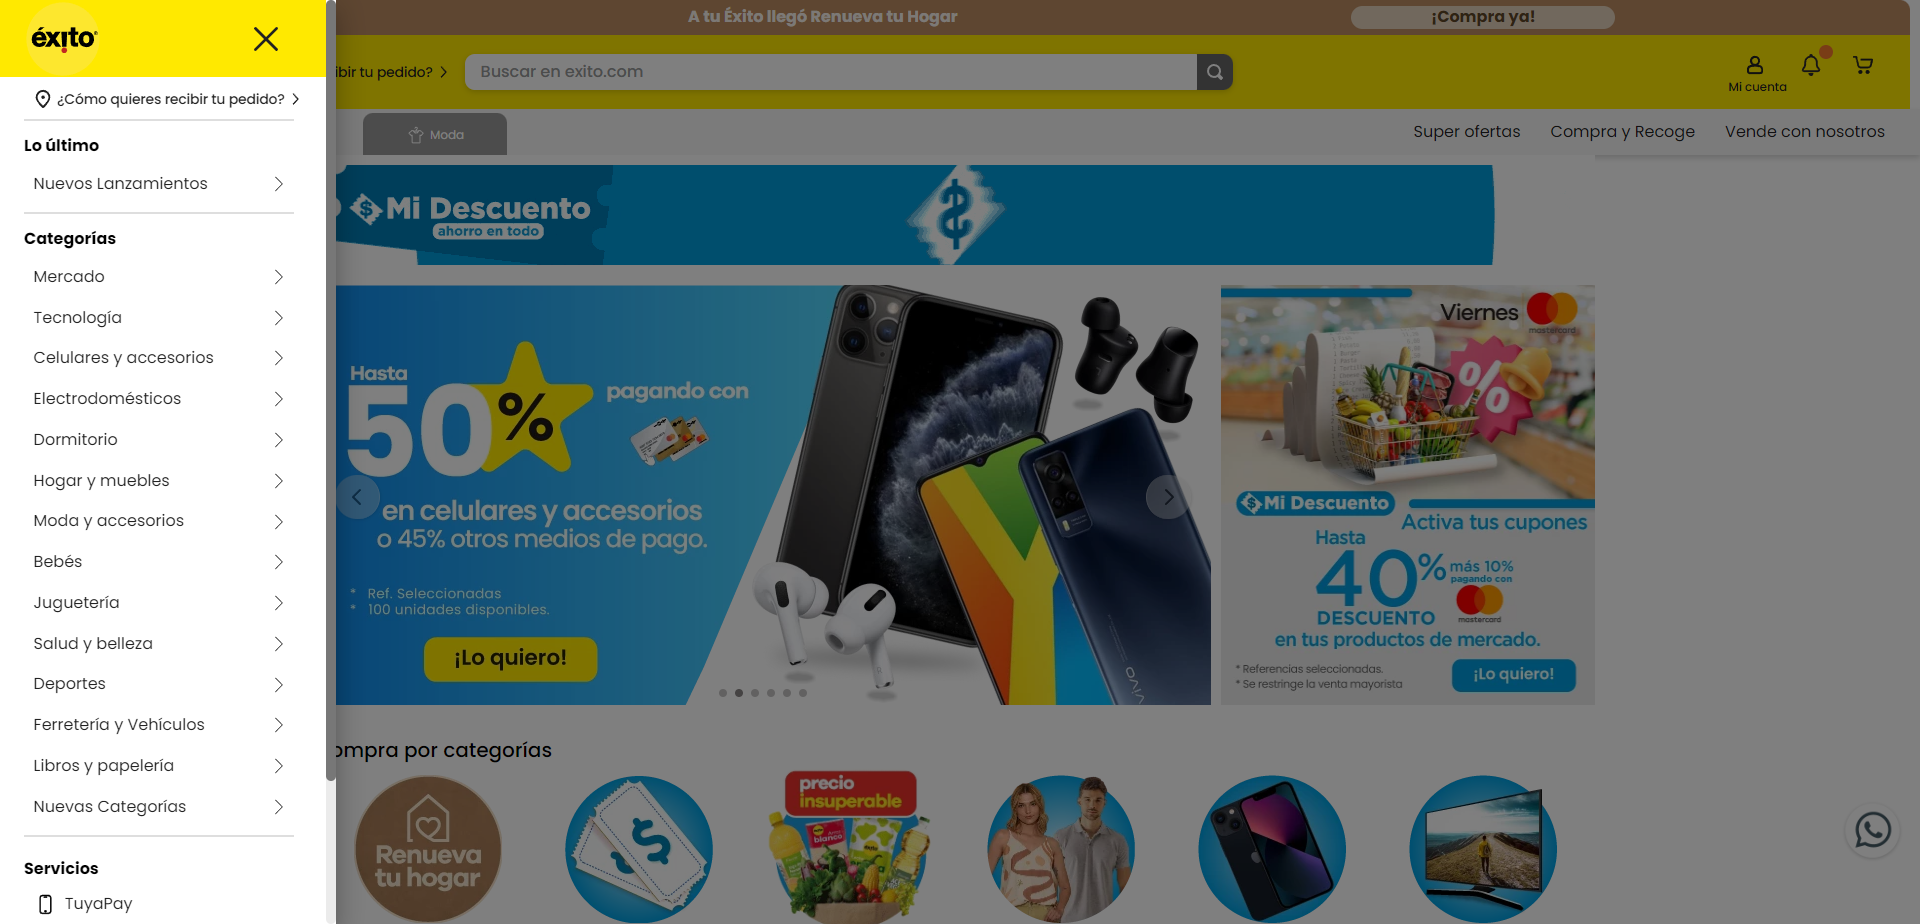 éxito
¿Cómo quieres recibir tu pedido?
Lo último
Nuevos Lanzamientos
Categorías
Mercado
Tecnología
Celulares y accesorios
Electrodomésticos
Dormitorio
Hogar y muebles
Moda y accesorios
Bebés
Juguetería
Salud y belleza
Deportes
Ferretería y Vehículos
Libros y papelería
Nuevas Categorías
Servicios
TuyaPay
A tu Éxito llegó Renueva tu Hogar
¡Compra ya!
ibir tu pedido?
Buscar en exito.com
Mi cuenta
Moda
Super ofertas
Compra y Recoge
Vende con nosotros
Mi Descuento
ahorro en todo
Hasta
50%
pagando con
en celulares y accesorios
o 45% otros medios de pago.
* Ref. Seleccionadas
* 100 unidades disponibles.
¡Lo quiero!
VIVO
Viernes
mastercard
%
Mi Descuento
Activa tus cupones
Hasta
40%
más 10%
pagando con
mastercard
DESCUENTO
en tus productos de mercado.
* Referencias seleccionadas.
* Se restringe la venta mayorista
¡Lo quiero!
ompra por categorías
Renueva
tu hogar
$
precio
insuperable